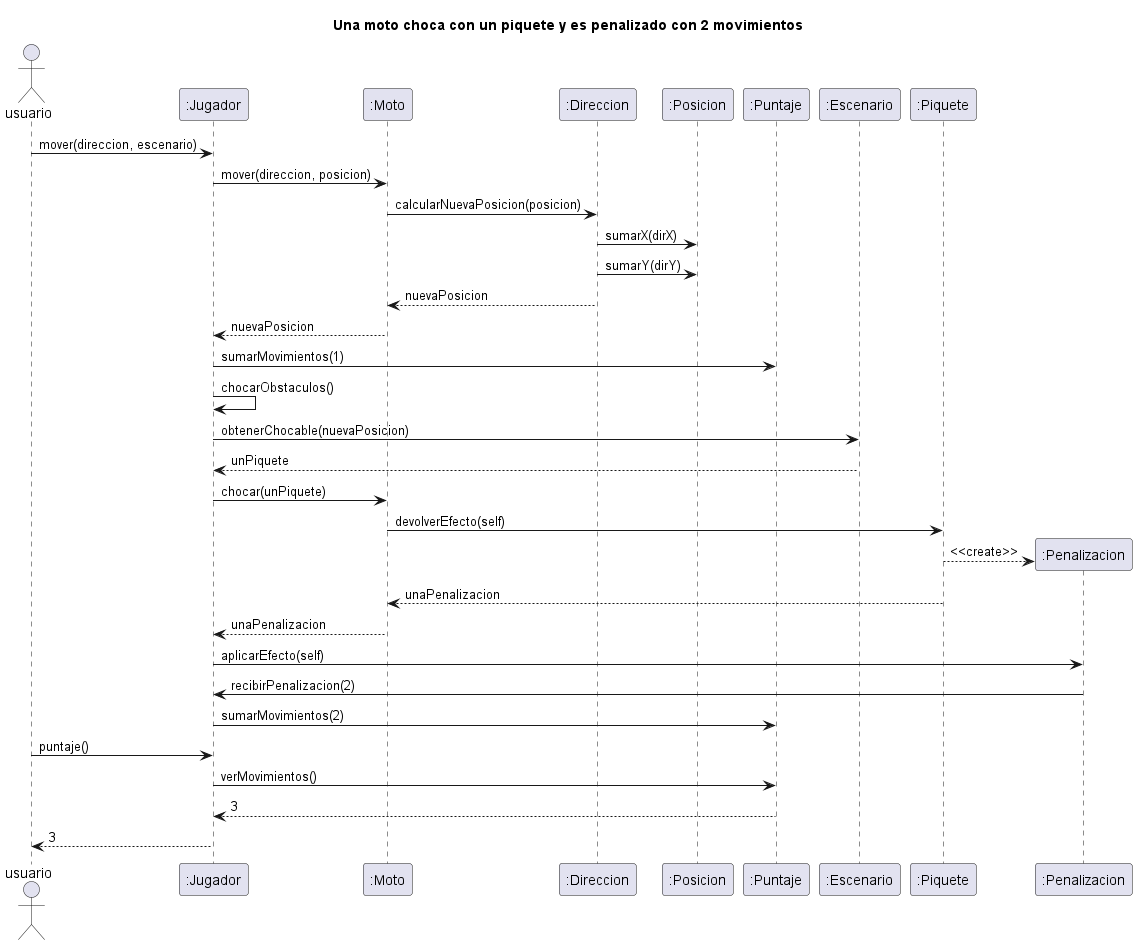 Una moto choca con un piquete y es penalizado con 2 movimientos
usuario
:Jugador
:Moto
:Direccion
:Posicion
:Puntaje
:Escenario
:Piquete
mover(direccion, escenario)
mover(direccion, posicion)
calcularNuevaPosicion(posicion)
sumarX(dirX)
sumarY(dirY)
nuevaPosicion
nuevaPosicion
sumarMovimientos(1)
chocarObstaculos()
obtenerChocable(nuevaPosicion)
unPiquete
chocar(unPiquete)
devolverEfecto(self)
<<create>>
:Penalizacion
unaPenalizacion
unaPenalizacion
aplicarEfecto(self)
recibirPenalizacion(2)
sumarMovimientos(2)
puntaje()
verMovimientos()
3
3
usuario
:Jugador
:Moto
:Direccion
:Posicion
:Puntaje
:Escenario
:Piquete
:Penalizacion